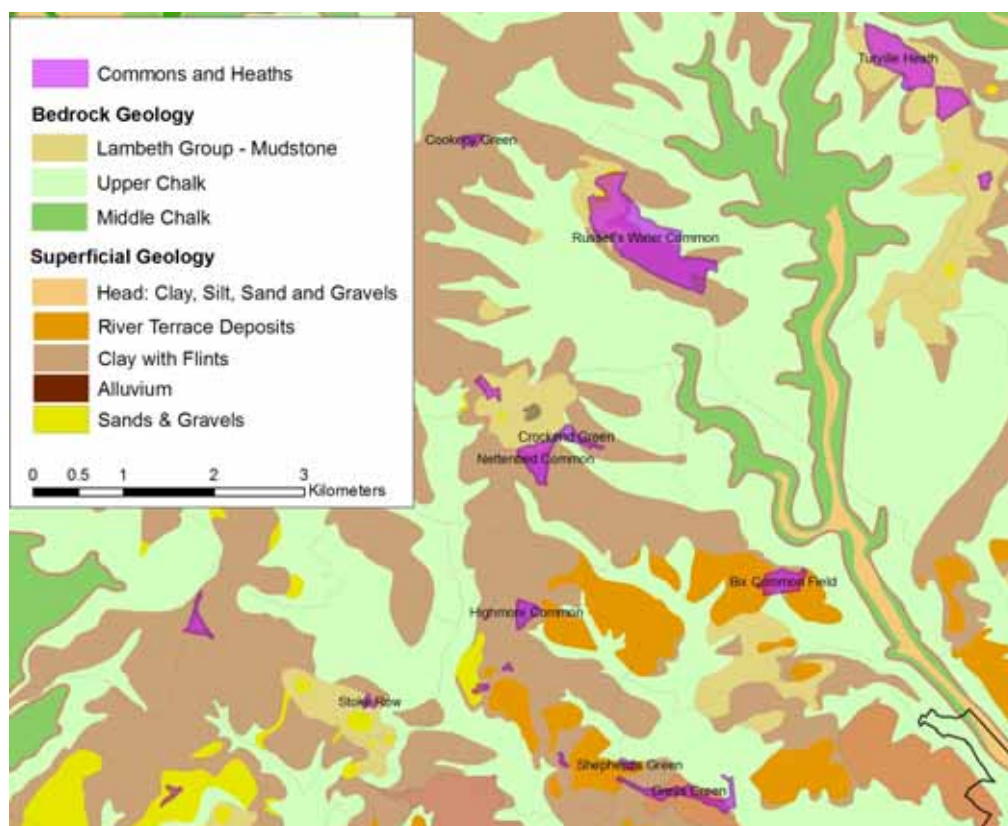 Commons and Heaths
Bedrock Geology
Lambeth Group - Mudstone
Upper Chalk
Middle Chalk
Superficial Geology
Head: Clay, Silt, Sand and Gravels
River Terrace Deposits
Clay with Flints
Alluvium
Sands & Gravels
0 0.5 1 2 3
Kilometers
Heath
Cookley Green
Russell's Water Common
Crocker End Green
Nettlebed Common
Bix Common Field
Highmore Common
Stoke Row
Shepherds Green
Green